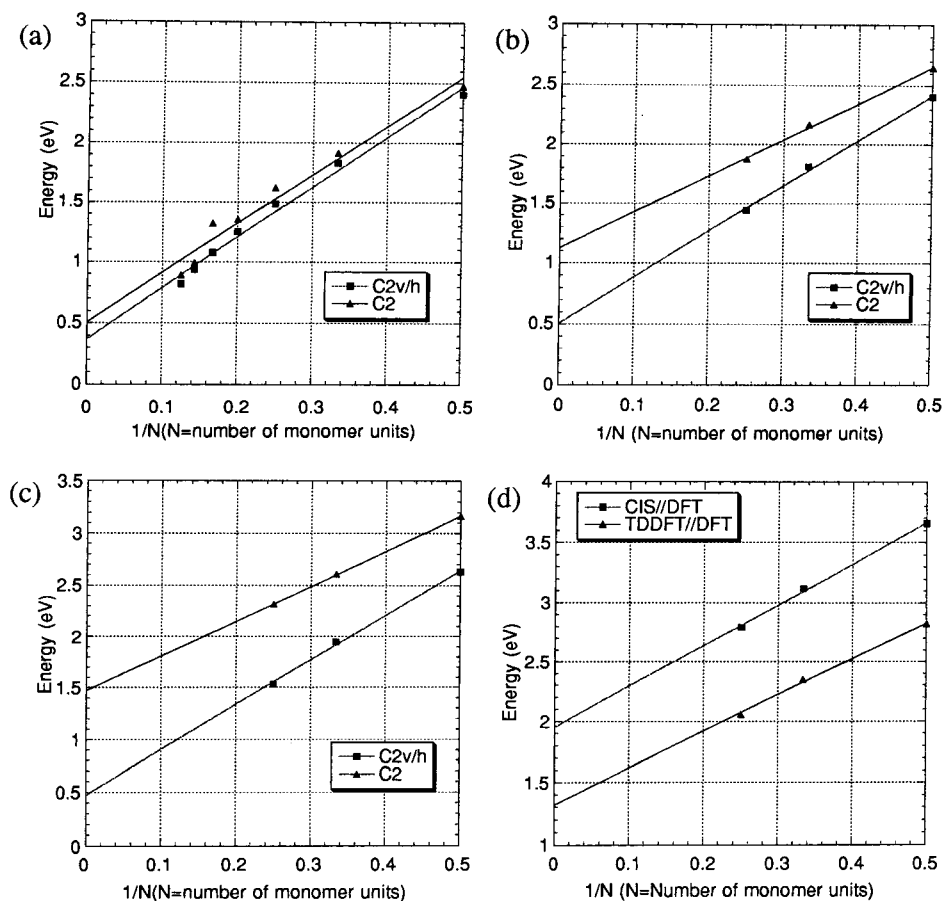 (a)
3
2.5
2
1.5
1
0.5
0
Energy (eV)
C2v/h
C2
0 0.1 0.2 0.3 0.4 0.5
1/N(N=number of monomer units)
(b)
3
2.5
2
1.5
1
0.5
0
Energy (eV)
C2v/h
C2
0 0.1 0.2 0.3 0.4 0.5
1/N (N=number of monomer units)
(c)
3.5
3
2.5
2
1.5
1
0.5
0
Energy (eV)
C2v/h
C2
0 0.1 0.2 0.3 0.4 0.5
1/N(N=number of monomer units)
(d)
4
3.5
3
2.5
2
1.5
1
Energy (eV)
CIS//DFT
TDDFT//DFT
0 0.1 0.2 0.3 0.4 0.5
1/N (N=Number of monomer units)